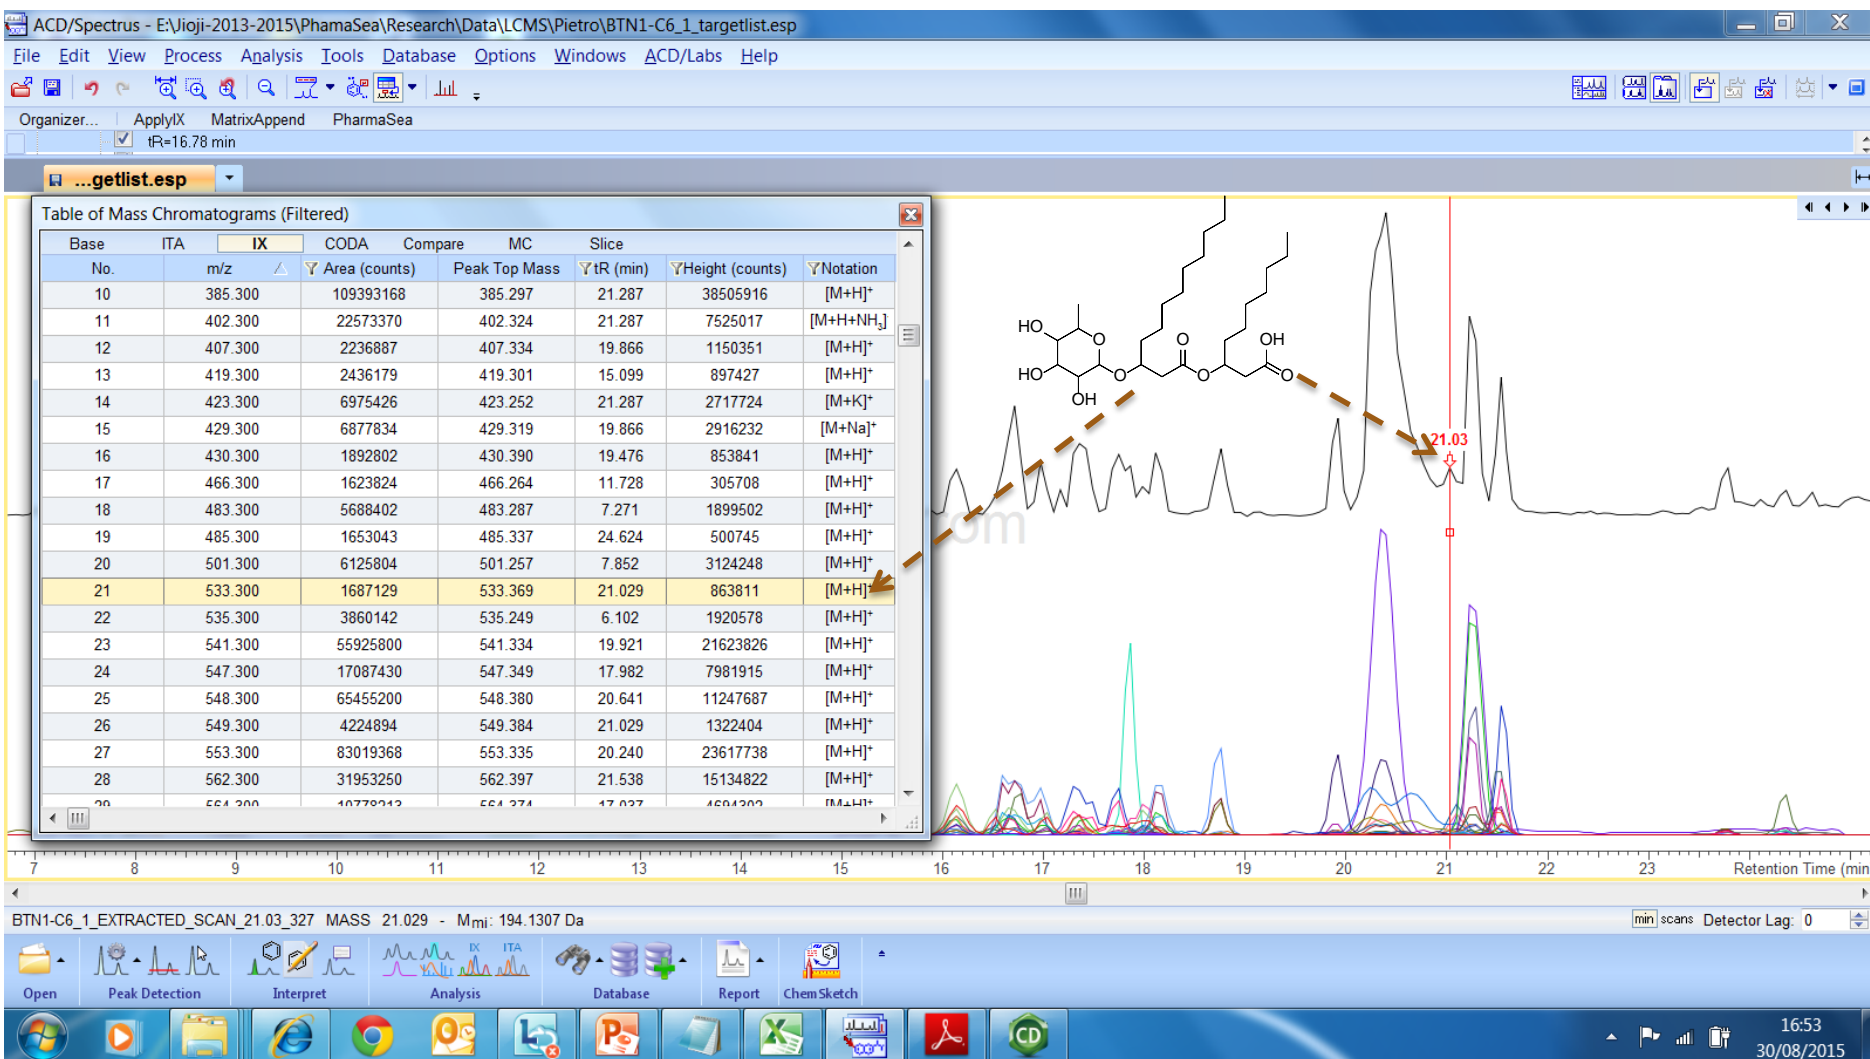 ACD/Spectrus - E:\Jioji-2013-2015\PhamaSea\Research\Data\LCMS\Pietro\BTN1-C6_1_targetlist.esp
File Edit View Process Analysis Tools Database Options Windows ACD/Labs Help
Organizer... ApplyIX MatrixAppend PharmaSea
tR=16.78 min
...getlist.esp
Table of Mass Chromatograms (Filtered)
Base ITA IX CODA Compare MC Slice
No. m/z Area (counts) Peak Top Mass tR (min) Height (counts) Notation
10 385.300 109393168 385.297 21.287 38505916 [M+H]⁺
11 402.300 22573370 402.324 21.287 7525017 [M+H+NH₃]
12 407.300 2236887 407.334 19.866 1150351 [M+H]⁺
13 419.300 2436179 419.301 15.099 897427 [M+H]⁺
14 423.300 6975426 423.252 21.287 2717724 [M+K]⁺
15 429.300 6877834 429.319 19.866 2916232 [M+Na]⁺
16 430.300 1892802 430.390 19.476 853841 [M+H]⁺
17 466.300 1623824 466.264 11.728 305708 [M+H]⁺
18 483.300 5688402 483.287 7.271 1899502 [M+H]⁺
19 485.300 1653043 485.337 24.624 500745 [M+H]⁺
20 501.300 6125804 501.257 7.852 3124248 [M+H]⁺
21 533.300 1687129 533.369 21.029 863811 [M+H]⁺
22 535.300 3860142 535.249 6.102 1920578 [M+H]⁺
23 541.300 55925800 541.334 19.921 21623826 [M+H]⁺
24 547.300 17087430 547.349 17.982 7981915 [M+H]⁺
25 548.300 65455200 548.380 20.641 11247687 [M+H]⁺
26 549.300 4224894 549.384 21.029 1322404 [M+H]⁺
27 553.300 83019368 553.335 20.240 23617738 [M+H]⁺
28 562.300 31953250 562.397 21.538 15134822 [M+H]⁺
29 564.300 10778213 564.374 17.037 4694302 [M+H]⁺
HO
O
O
OH
HO
O
O
O
OH
21.03
om
7 8 9 10 11 12 13 14 15 16 17 18 19 20 21 22 23 Retention Time (min
BTN1-C6_1_EXTRACTED_SCAN_21.03_327 MASS 21.029 - Mmi: 194.1307 Da
min scans Detector Lag: 0
IX ITA
Open Peak Detection Interpret Analysis Database Report ChemSketch
16:53
30/08/2015